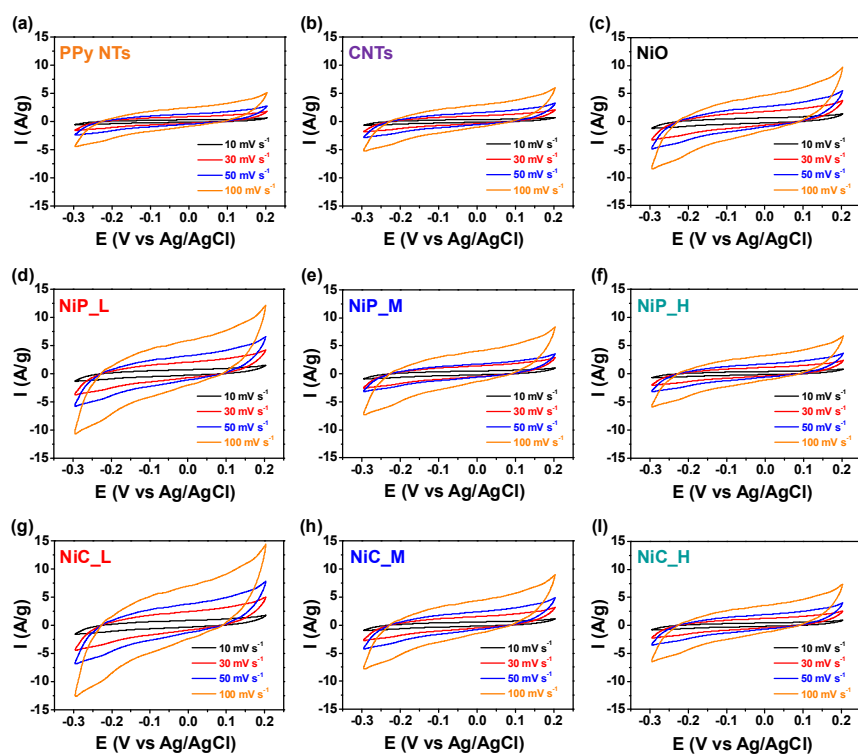 (a)
PPy NTs
15
10
5
0
-5
-10
-15
I (A/g)
10 mV s⁻¹
30 mV s⁻¹
50 mV s⁻¹
100 mV s⁻¹
-0.3 -0.2 -0.1 0.0 0.1 0.2
E (V vs Ag/AgCl)
(b)
CNTs
15
10
5
0
-5
-10
-15
I (A/g)
10 mV s⁻¹
30 mV s⁻¹
50 mV s⁻¹
100 mV s⁻¹
-0.3 -0.2 -0.1 0.0 0.1 0.2
E (V vs Ag/AgCl)
(c)
NiO
15
10
5
0
-5
-10
-15
I (A/g)
10 mV s⁻¹
30 mV s⁻¹
50 mV s⁻¹
100 mV s⁻¹
-0.3 -0.2 -0.1 0.0 0.1 0.2
E (V vs Ag/AgCl)
(d)
NiP_L
15
10
5
0
-5
-10
-15
I (A/g)
10 mV s⁻¹
30 mV s⁻¹
50 mV s⁻¹
100 mV s⁻¹
-0.3 -0.2 -0.1 0.0 0.1 0.2
E (V vs Ag/AgCl)
(e)
NiP_M
15
10
5
0
-5
-10
-15
I (A/g)
10 mV s⁻¹
30 mV s⁻¹
50 mV s⁻¹
100 mV s⁻¹
-0.3 -0.2 -0.1 0.0 0.1 0.2
E (V vs Ag/AgCl)
(f)
NiP_H
15
10
5
0
-5
-10
-15
I (A/g)
10 mV s⁻¹
30 mV s⁻¹
50 mV s⁻¹
100 mV s⁻¹
-0.3 -0.2 -0.1 0.0 0.1 0.2
E (V vs Ag/AgCl)
(g)
NiC_L
15
10
5
0
-5
-10
-15
I (A/g)
10 mV s⁻¹
30 mV s⁻¹
50 mV s⁻¹
100 mV s⁻¹
-0.3 -0.2 -0.1 0.0 0.1 0.2
E (V vs Ag/AgCl)
(h)
NiC_M
15
10
5
0
-5
-10
-15
I (A/g)
10 mV s⁻¹
30 mV s⁻¹
50 mV s⁻¹
100 mV s⁻¹
-0.3 -0.2 -0.1 0.0 0.1 0.2
E (V vs Ag/AgCl)
(I)
NiC_H
15
10
5
0
-5
-10
-15
I (A/g)
10 mV s⁻¹
30 mV s⁻¹
50 mV s⁻¹
100 mV s⁻¹
-0.3 -0.2 -0.1 0.0 0.1 0.2
E (V vs Ag/AgCl)